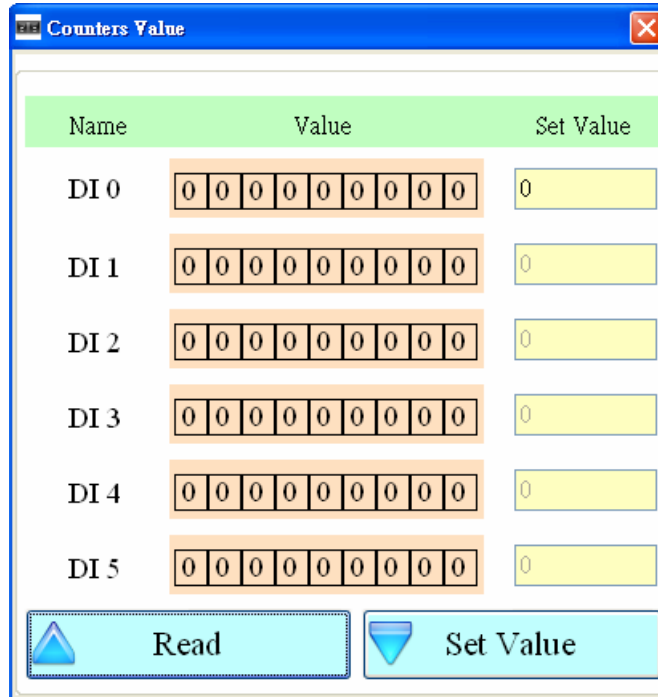 Counters Value
Name Value Set Value
DI 0 0 0 0 0 0 0 0 0 0 0
DI 1 0 0 0 0 0 0 0 0 0 0
DI 2 0 0 0 0 0 0 0 0 0 0
DI 3 0 0 0 0 0 0 0 0 0 0
DI 4 0 0 0 0 0 0 0 0 0 0
DI 5 0 0 0 0 0 0 0 0 0 0
Read Set Value